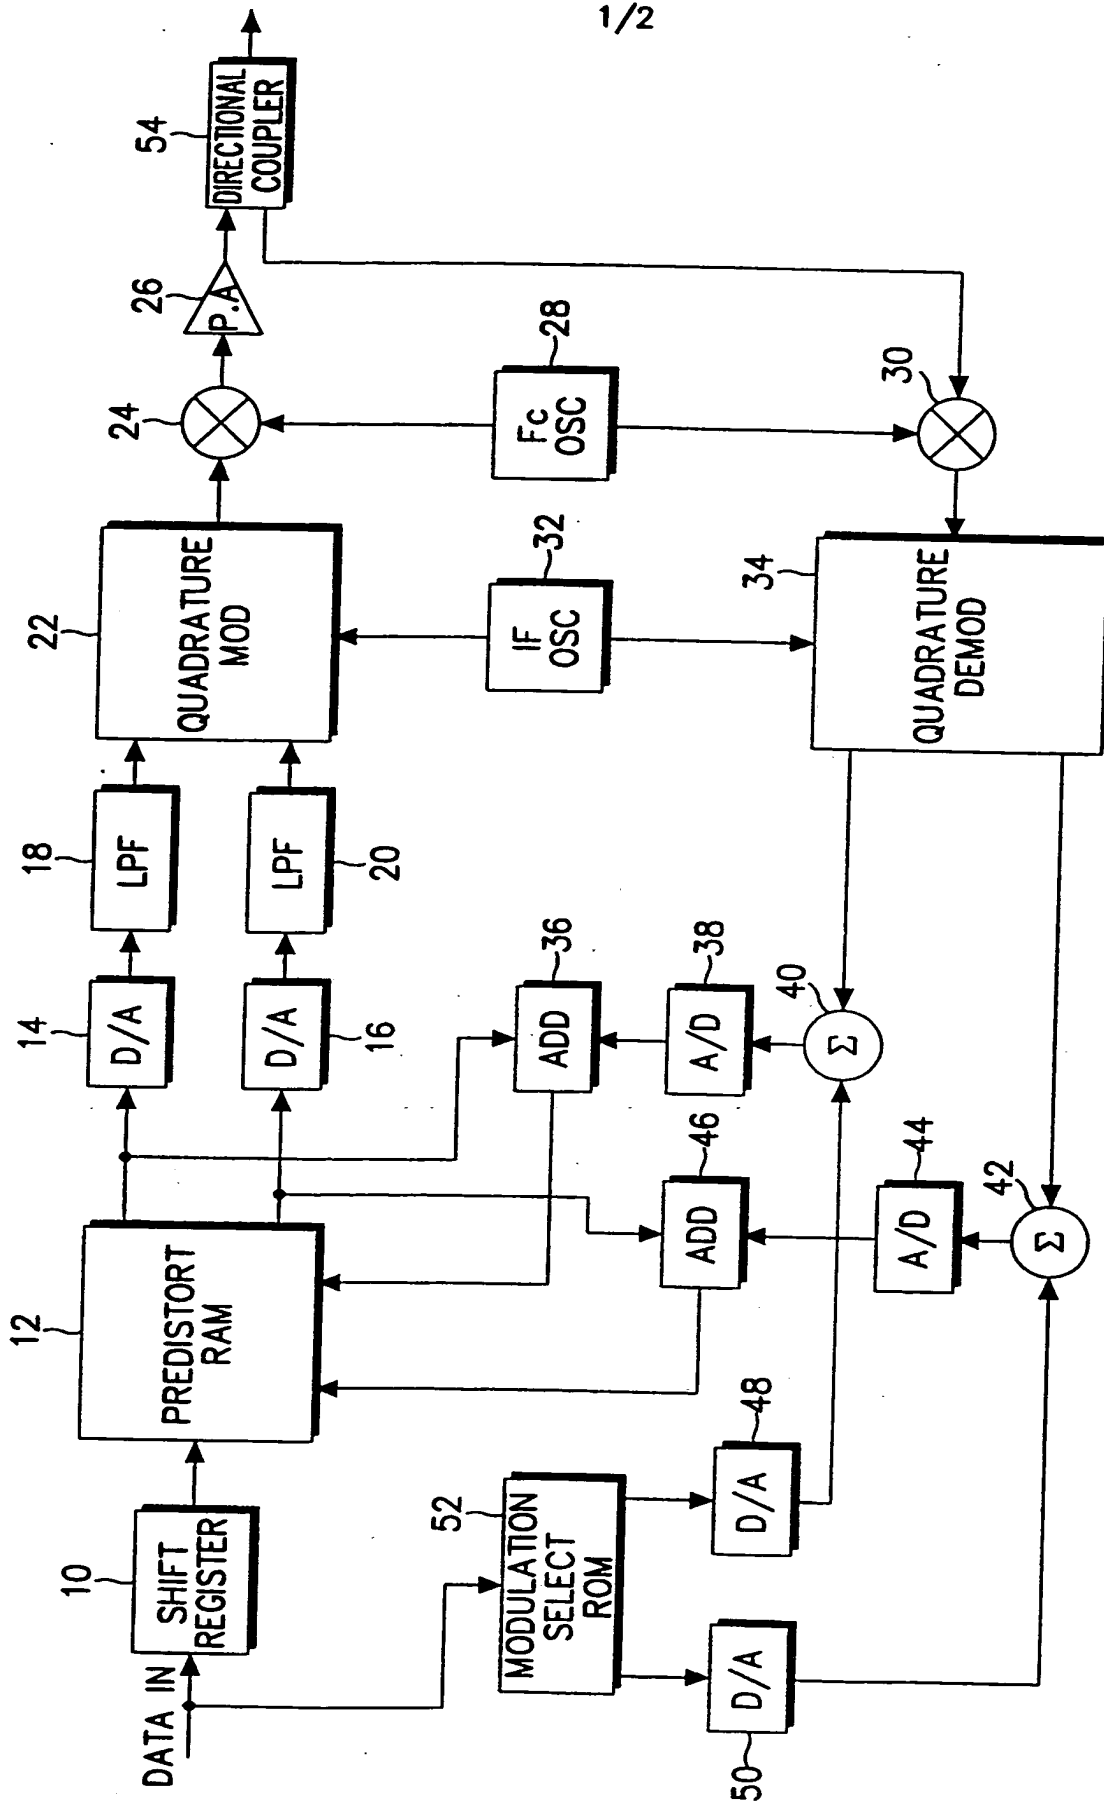 1/2
DATA IN
10
SHIFT
REGISTER
12
PREDISTORT
RAM
14
D/A
16
D/A
18
LPF
20
LPF
22
QUADRATURE
MOD
24
26
P.A
54
DIRECTIONAL
COUPLER
28
Fc
OSC
32
IF
OSC
30
34
QUADRATURE
DEMOD
36
ADD
38
A/D
40
Σ
46
ADD
44
A/D
42
Σ
52
MODULATION
SELECT
ROM
48
D/A
50
D/A